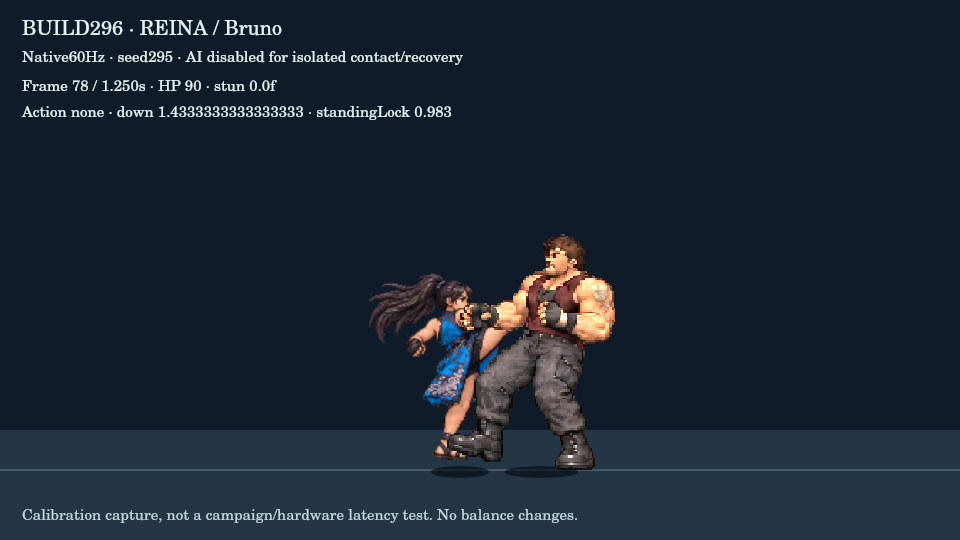 BUILD296 · REINA / Bruno
Native60Hz · seed295 · AI disabled for isolated contact/recovery
Frame 78 / 1.250s · HP 90 · stun 0.0f
Action none · down 1.4333333333333333 · standingLock 0.983
Calibration capture, not a campaign/hardware latency test. No balance changes.